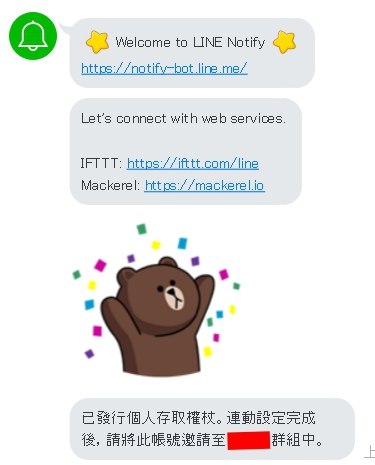 Welcome to LINE Notify
https://notify-bot.line.me/
Let's connect with web services.
IFTTT: https://ifttt.com/line
Mackerel: https://mackerel.io
已發行個人存取權杖。連動設定完成
後，請將此帳號邀請至 群組中。
上